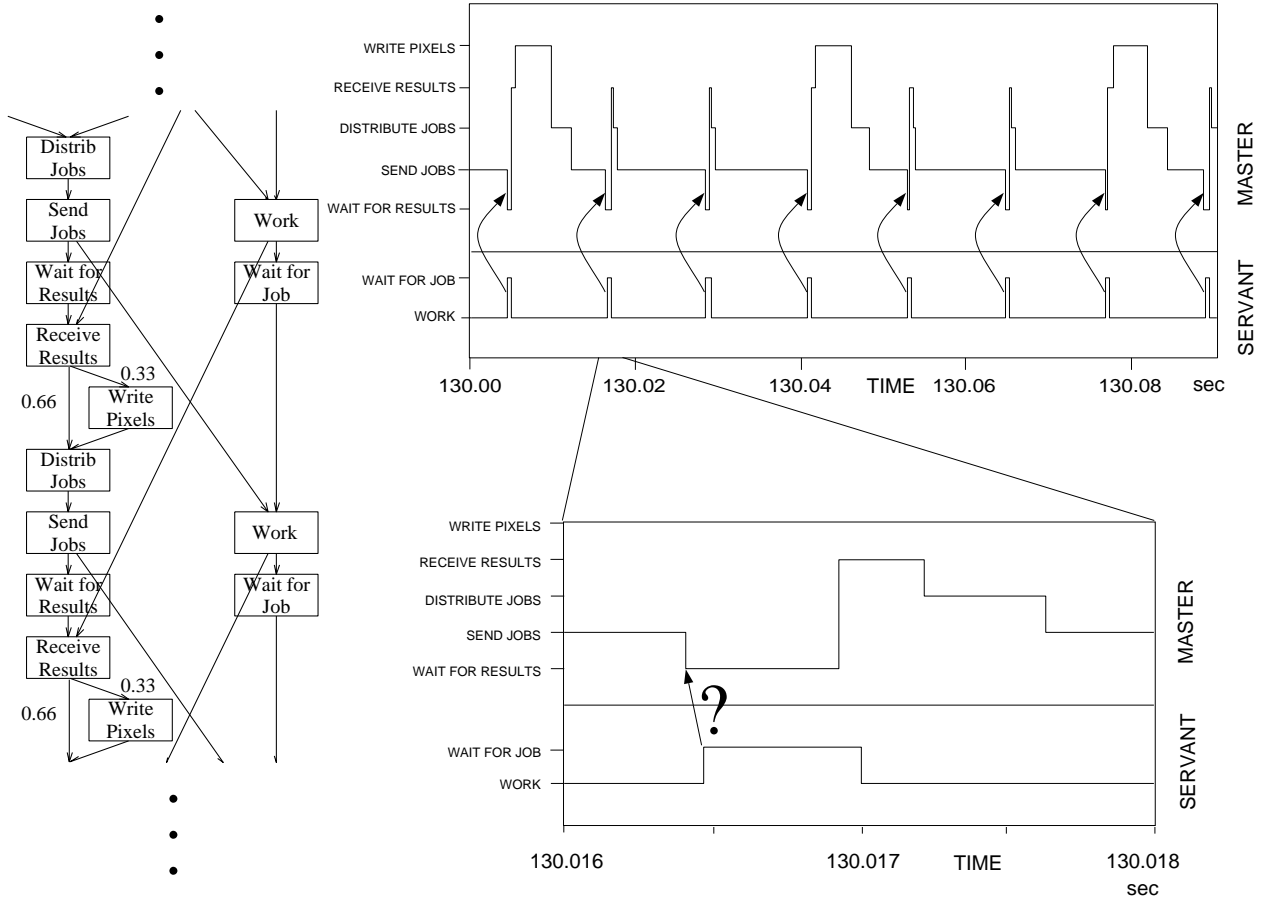 Distrib
Jobs
Send
Jobs
Work
Wait for
Results
Wait for
Job
Receive
Results
0.33
0.66
Write
Pixels
Distrib
Jobs
Send
Jobs
Work
Wait for
Results
Wait for
Job
Receive
Results
0.33
0.66
Write
Pixels
WRITE PIXELS
RECEIVE RESULTS
DISTRIBUTE JOBS
SEND JOBS
WAIT FOR RESULTS
MASTER
WAIT FOR JOB
WORK
SERVANT
130.00 130.02 130.04 TIME 130.06 130.08 sec
WRITE PIXELS
RECEIVE RESULTS
DISTRIBUTE JOBS
SEND JOBS
WAIT FOR RESULTS
MASTER
?
WAIT FOR JOB
WORK
SERVANT
130.016 130.017 TIME 130.018
sec